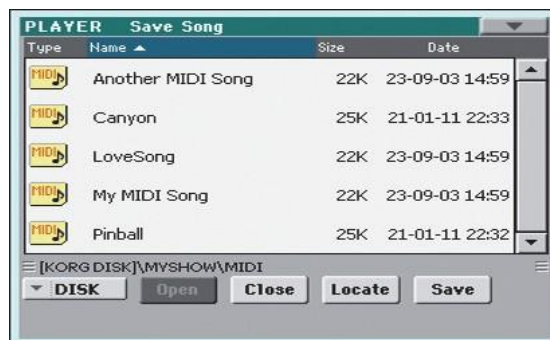 PLAYER Save Song
Type Name Size Date
MIDI Another MIDI Song 22K 23-09-03 14:59
MIDI Canyon 25K 21-01-11 22:33
MIDI LoveSong 22K 23-09-03 14:59
MIDI My MIDI Song 22K 23-09-03 14:59
MIDI Pinball 25K 21-01-11 22:32
[KORG DISK]\MYSHOW\MIDI
DISK Open Close Locate Save